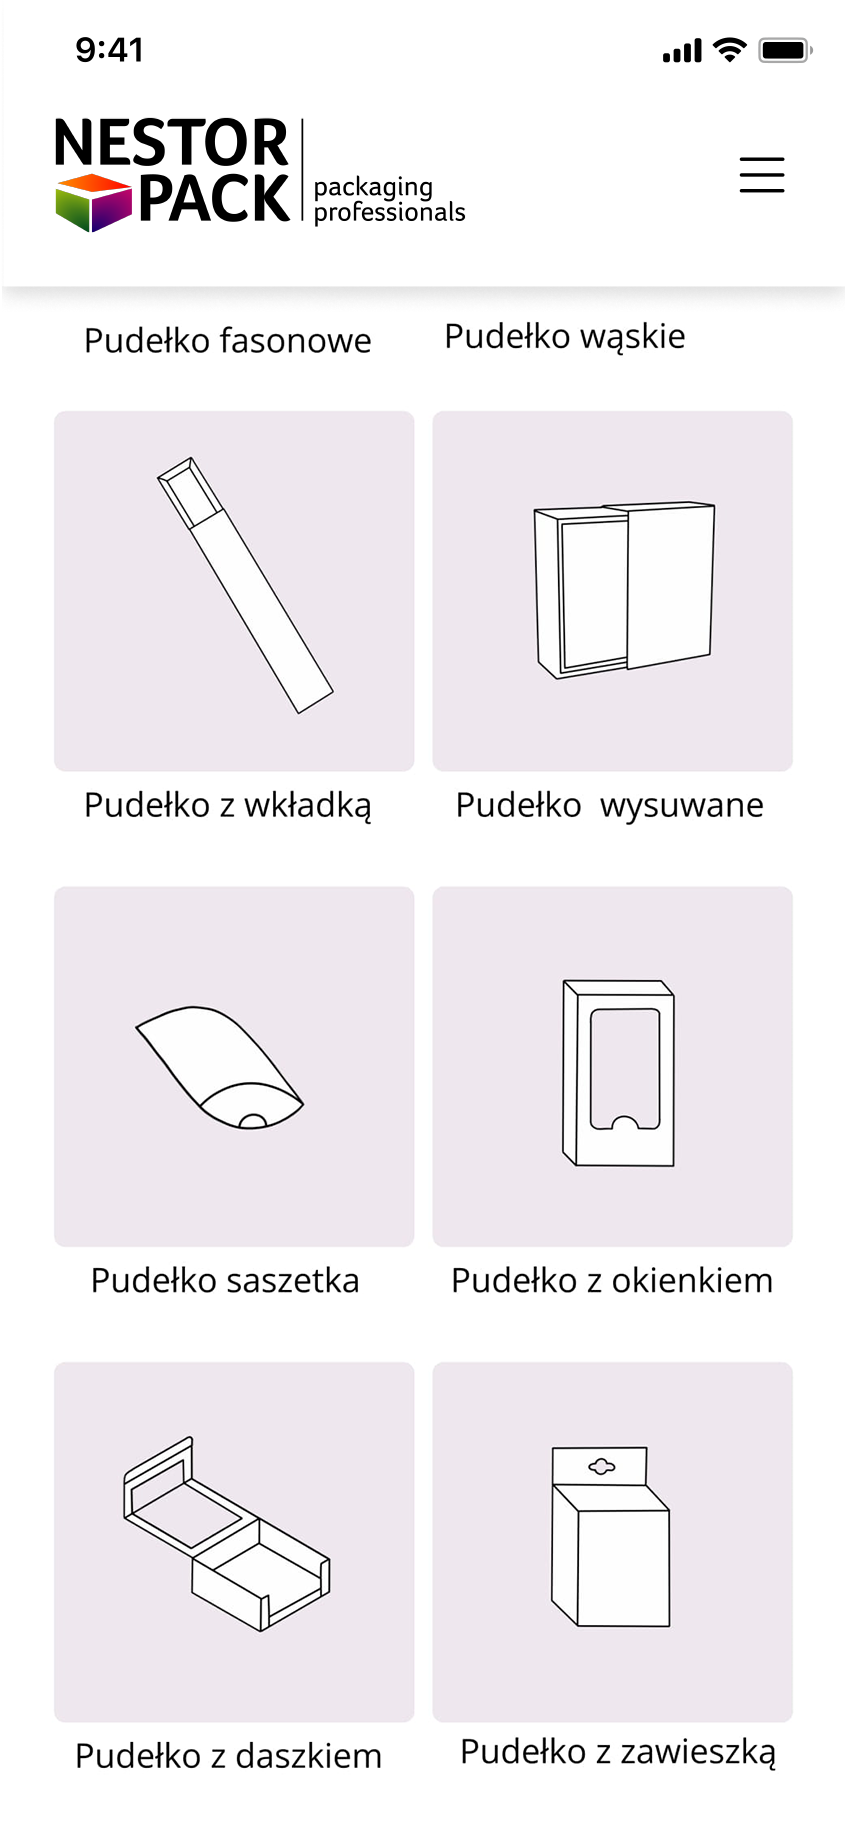 9:41
NESTOR
PACK
packaging
professionals
Pudełko fasonowe
Pudełko wąskie
Pudełko z wkładką
Pudełko  wysuwane
Pudełko saszetka
Pudełko z okienkiem
Pudełko z daszkiem
Pudełko z zawieszką